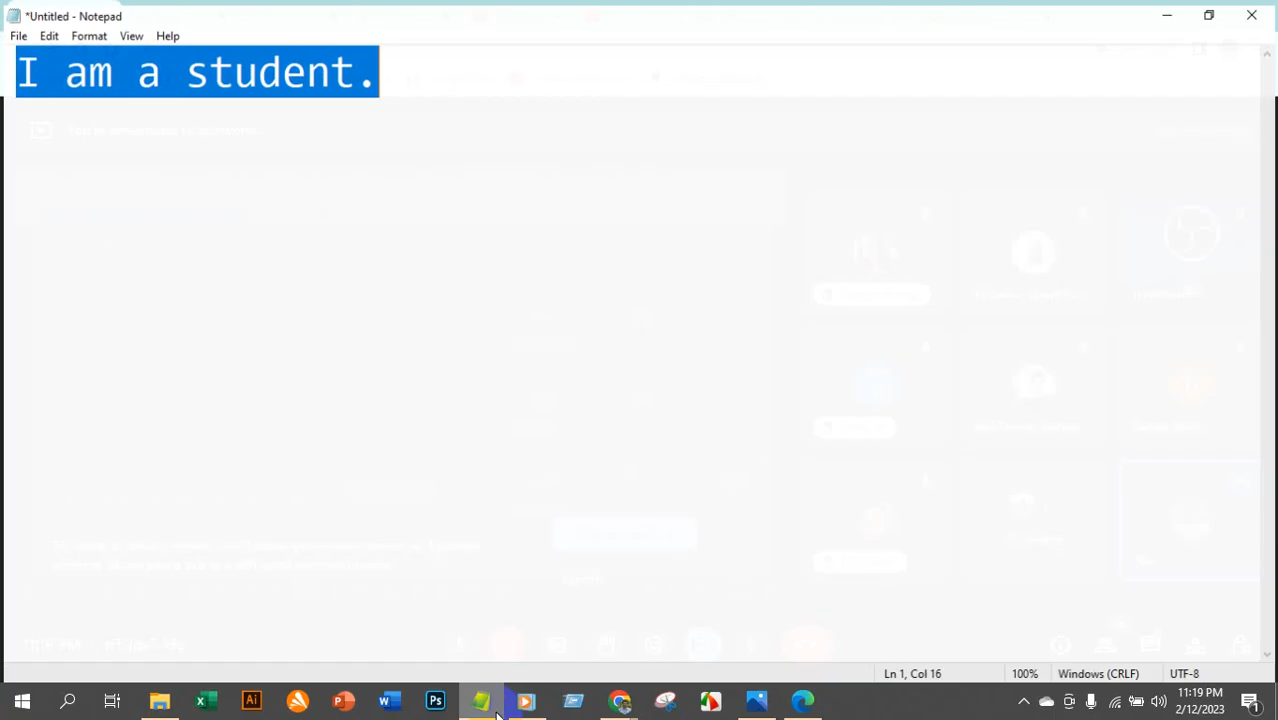 *Untitled - Notepad
File Edit Format View Help
I am a student.
Ln 1, Col 16 100% Windows (CRLF) UTF-8
11:19 PM
2/12/2023